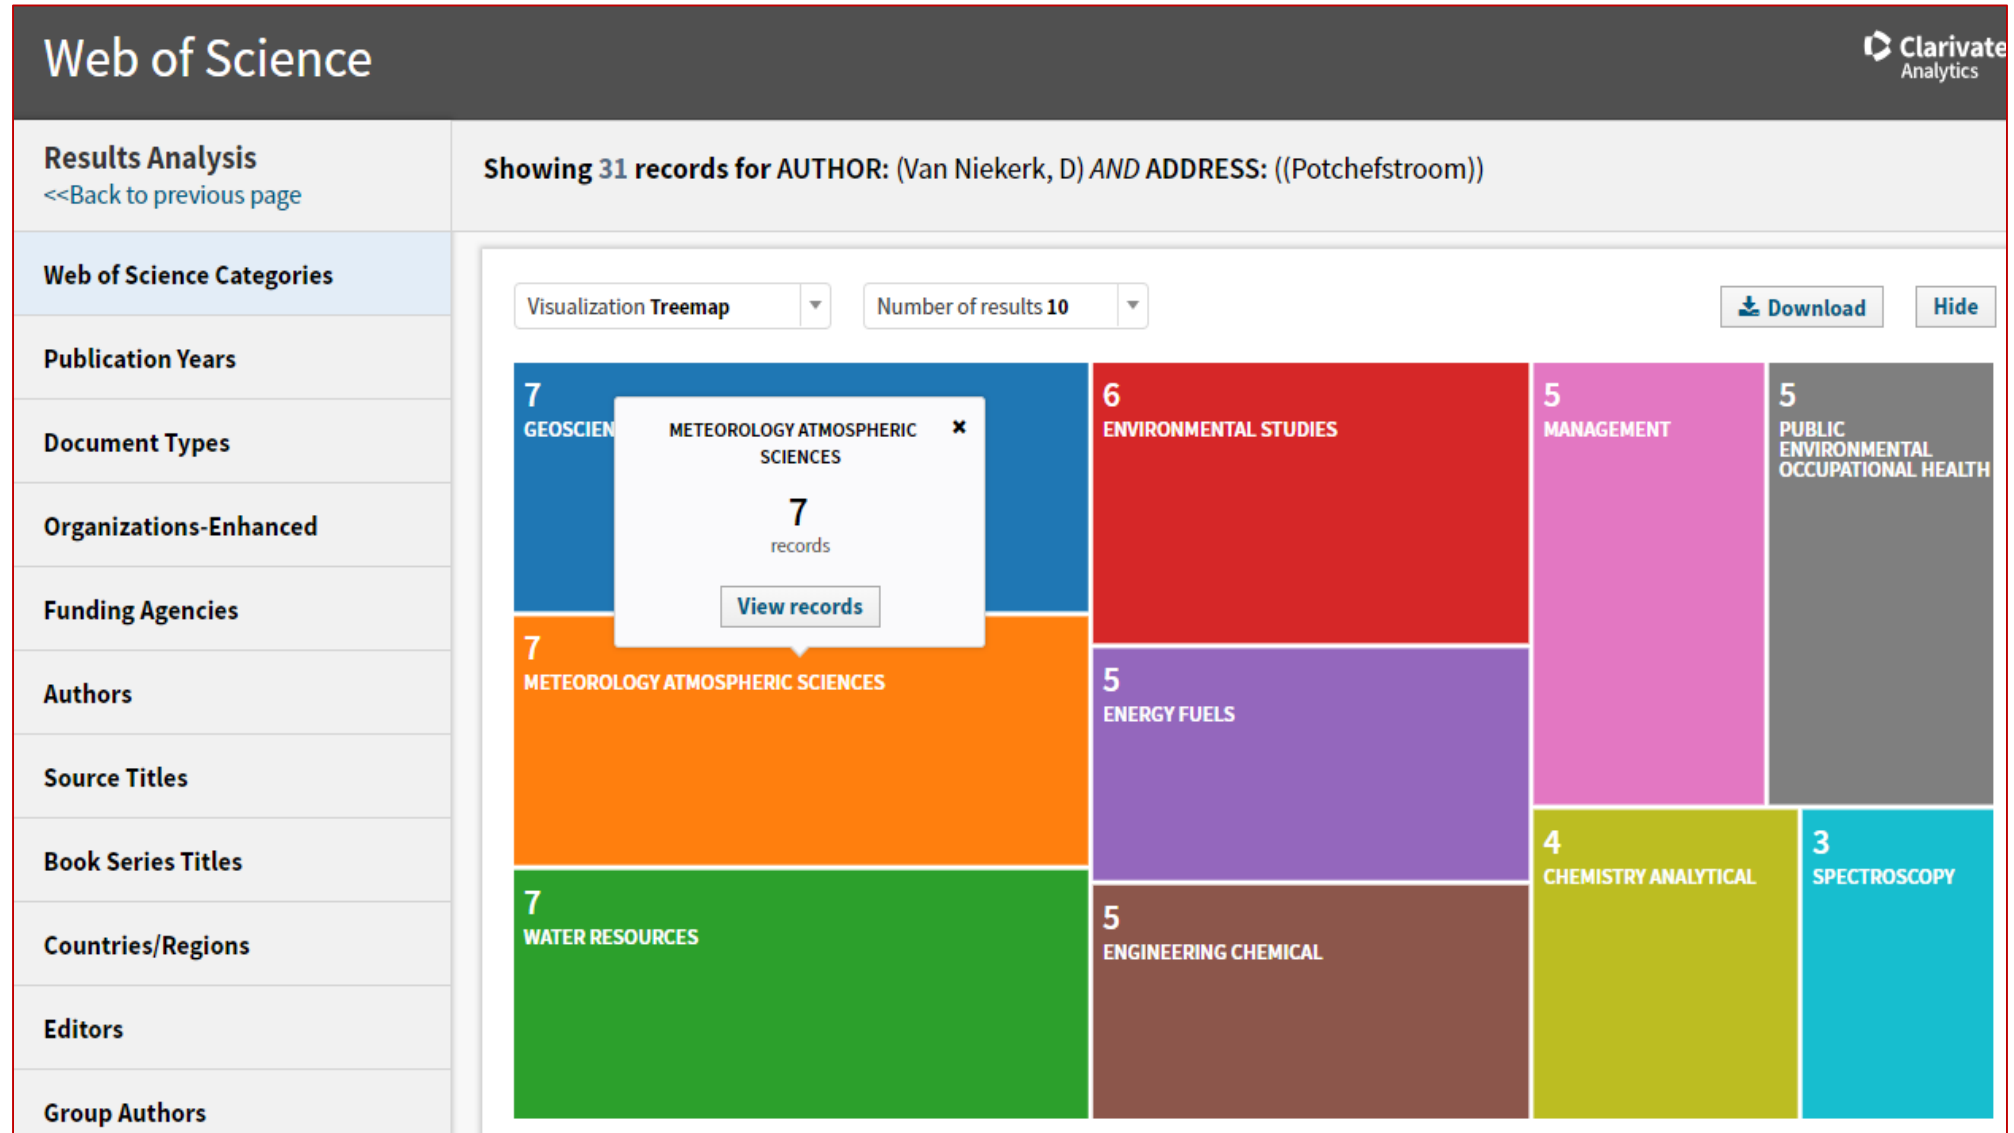 Web of Science
Clarivate
Analytics
Results Analysis
<<Back to previous page
Showing 31 records for AUTHOR: (Van Niekerk, D) AND ADDRESS: ((Potchefstroom))
Web of Science Categories
Publication Years
Document Types
Organizations-Enhanced
Funding Agencies
Authors
Source Titles
Book Series Titles
Countries/Regions
Editors
Group Authors
Visualization Treemap
Number of results 10
Download
Hide
7
GEOSCIEN
METEOROLOGY ATMOSPHERIC
SCIENCES
7
records
View records
7
METEOROLOGY ATMOSPHERIC SCIENCES
7
WATER RESOURCES
6
ENVIRONMENTAL STUDIES
5
ENERGY FUELS
5
ENGINEERING CHEMICAL
5
MANAGEMENT
5
PUBLIC
ENVIRONMENTAL
OCCUPATIONAL HEALTH
4
CHEMISTRY ANALYTICAL
3
SPECTROSCOPY